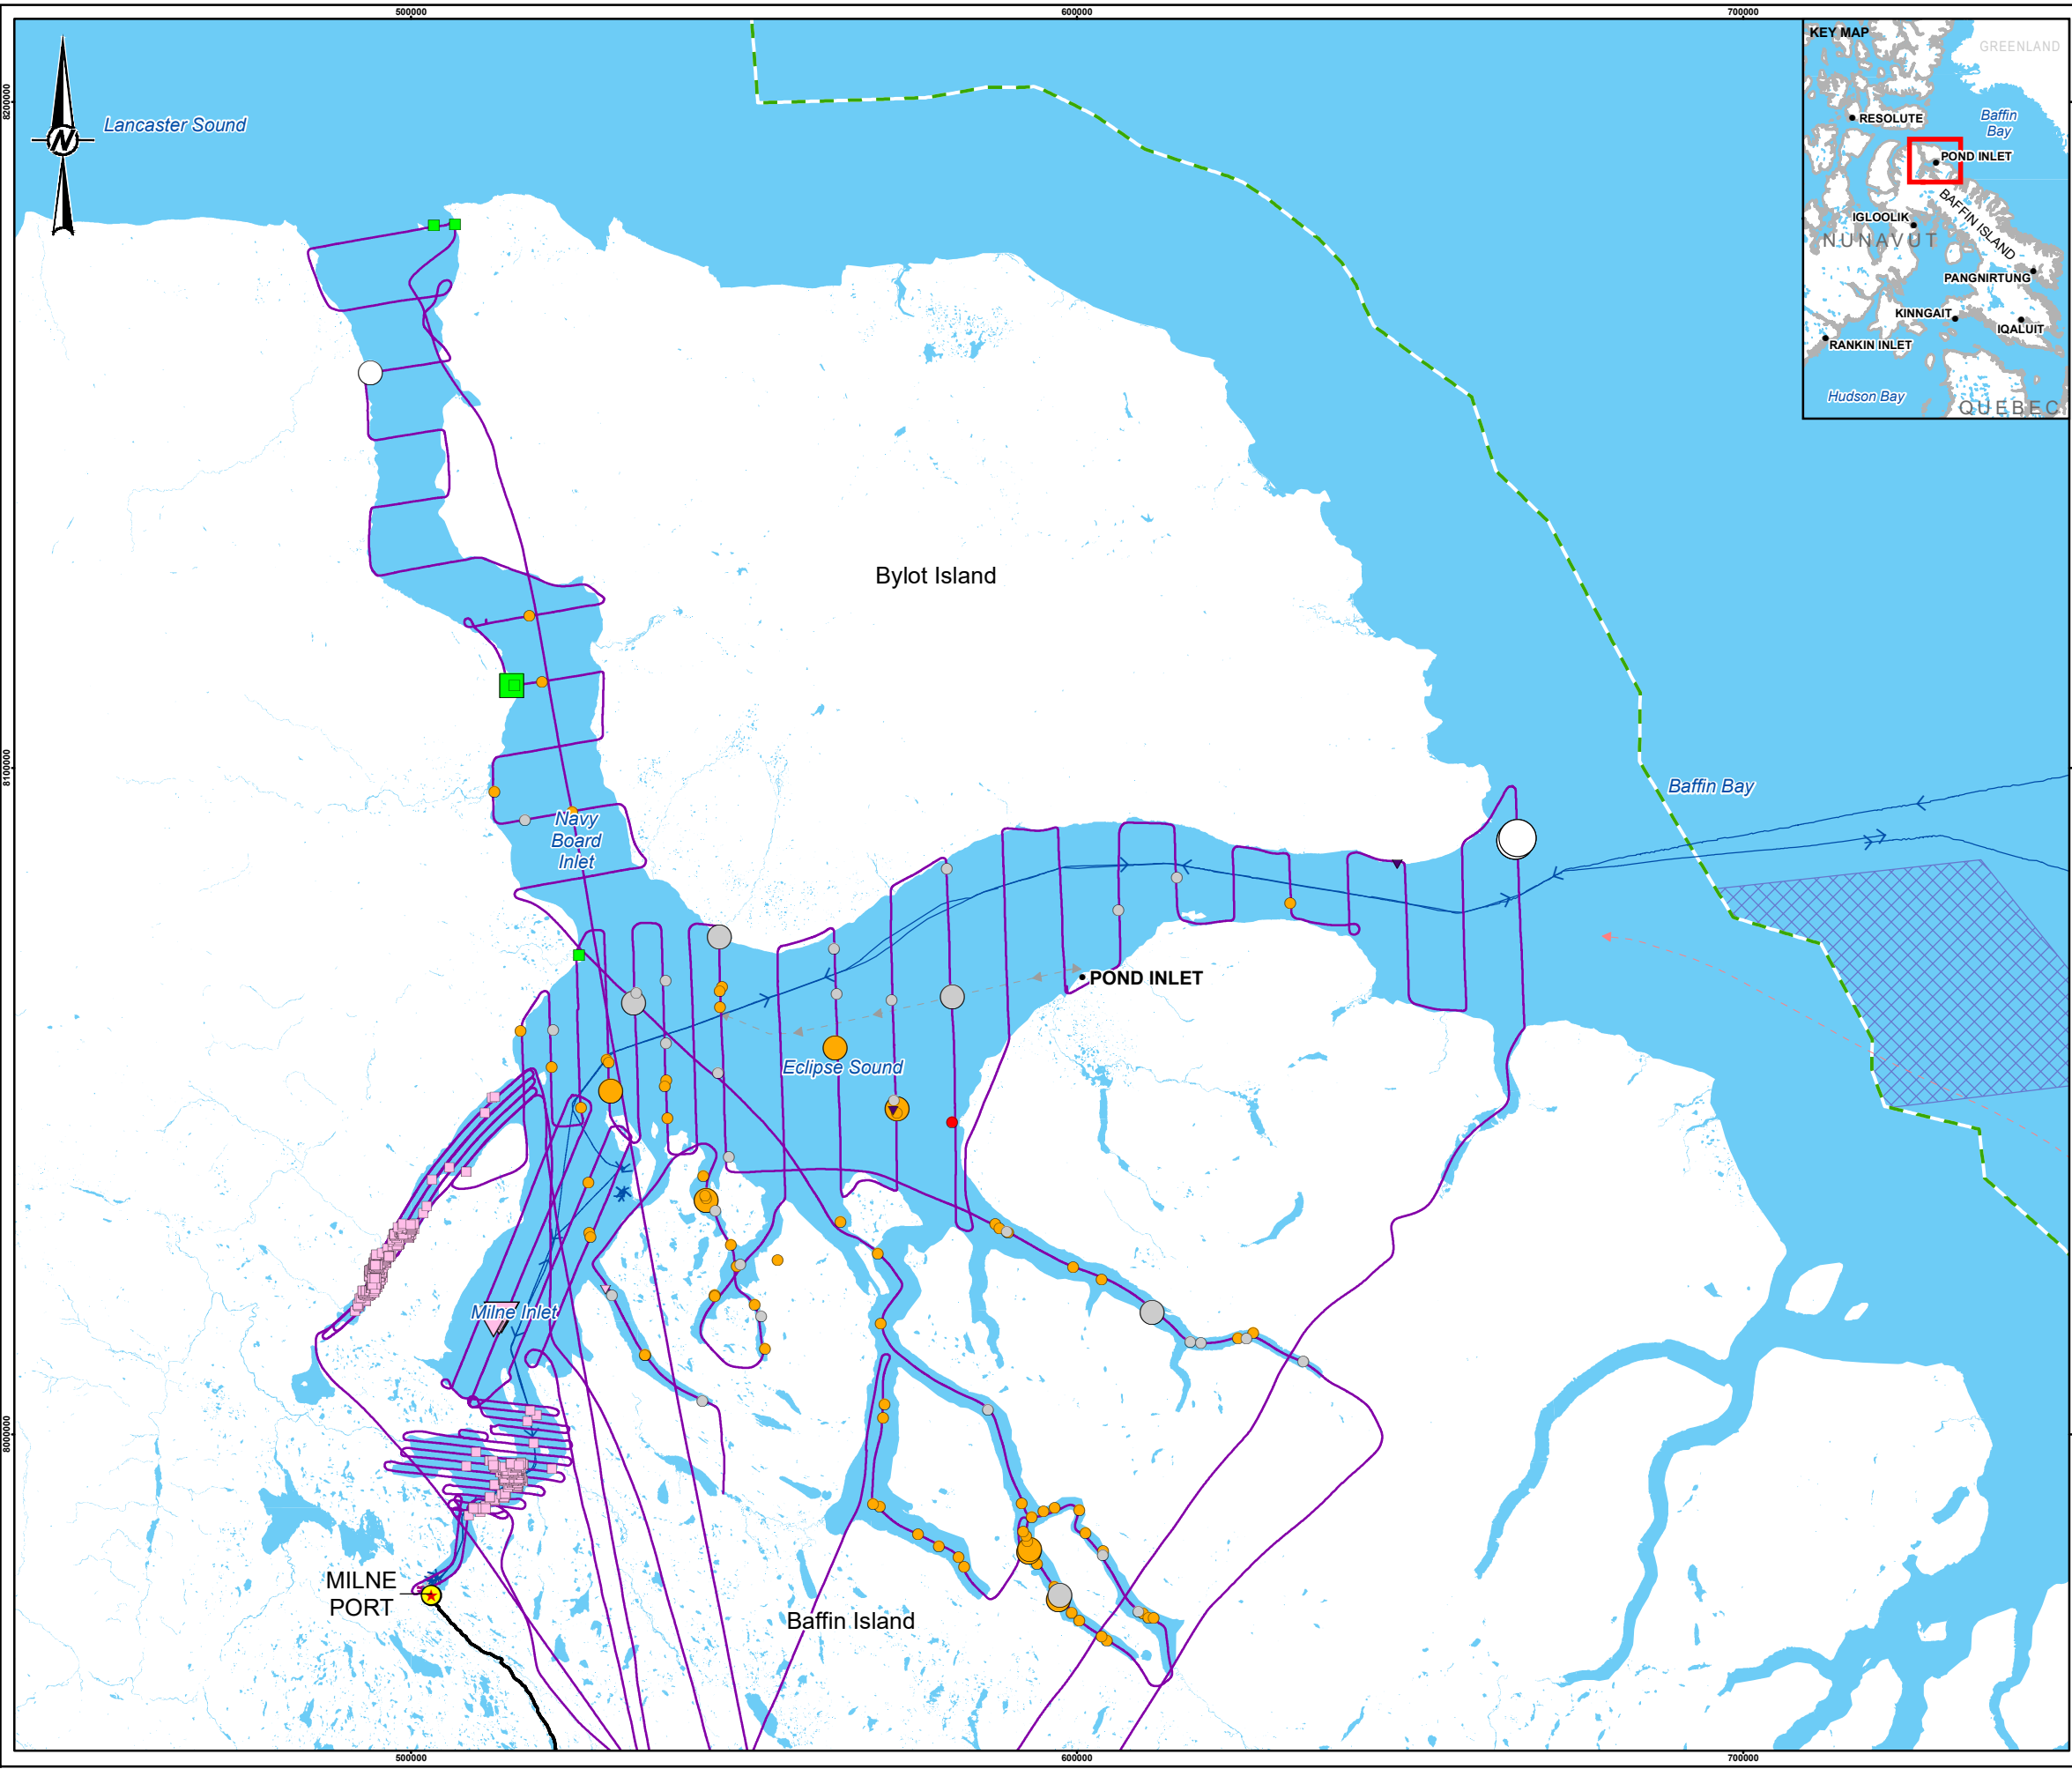 500000
600000
700000
8200000
N
Lancaster Sound
KEY MAP
GREENLAND
RESOLUTE
Baffin
Bay
POND INLET
BAFFIN ISLAND
IGLOOLIK
NUNAVUT
PANGNIRTUNG
KINNGAIT
IQALUIT
RANKIN INLET
Hudson Bay
QUEBEC
Bylot Island
8100000
Baffin Bay
Navy
Board
Inlet
POND INLET
Eclipse Sound
Milne Inlet
8000000
MILNE
PORT
Baffin Island
500000
600000
700000